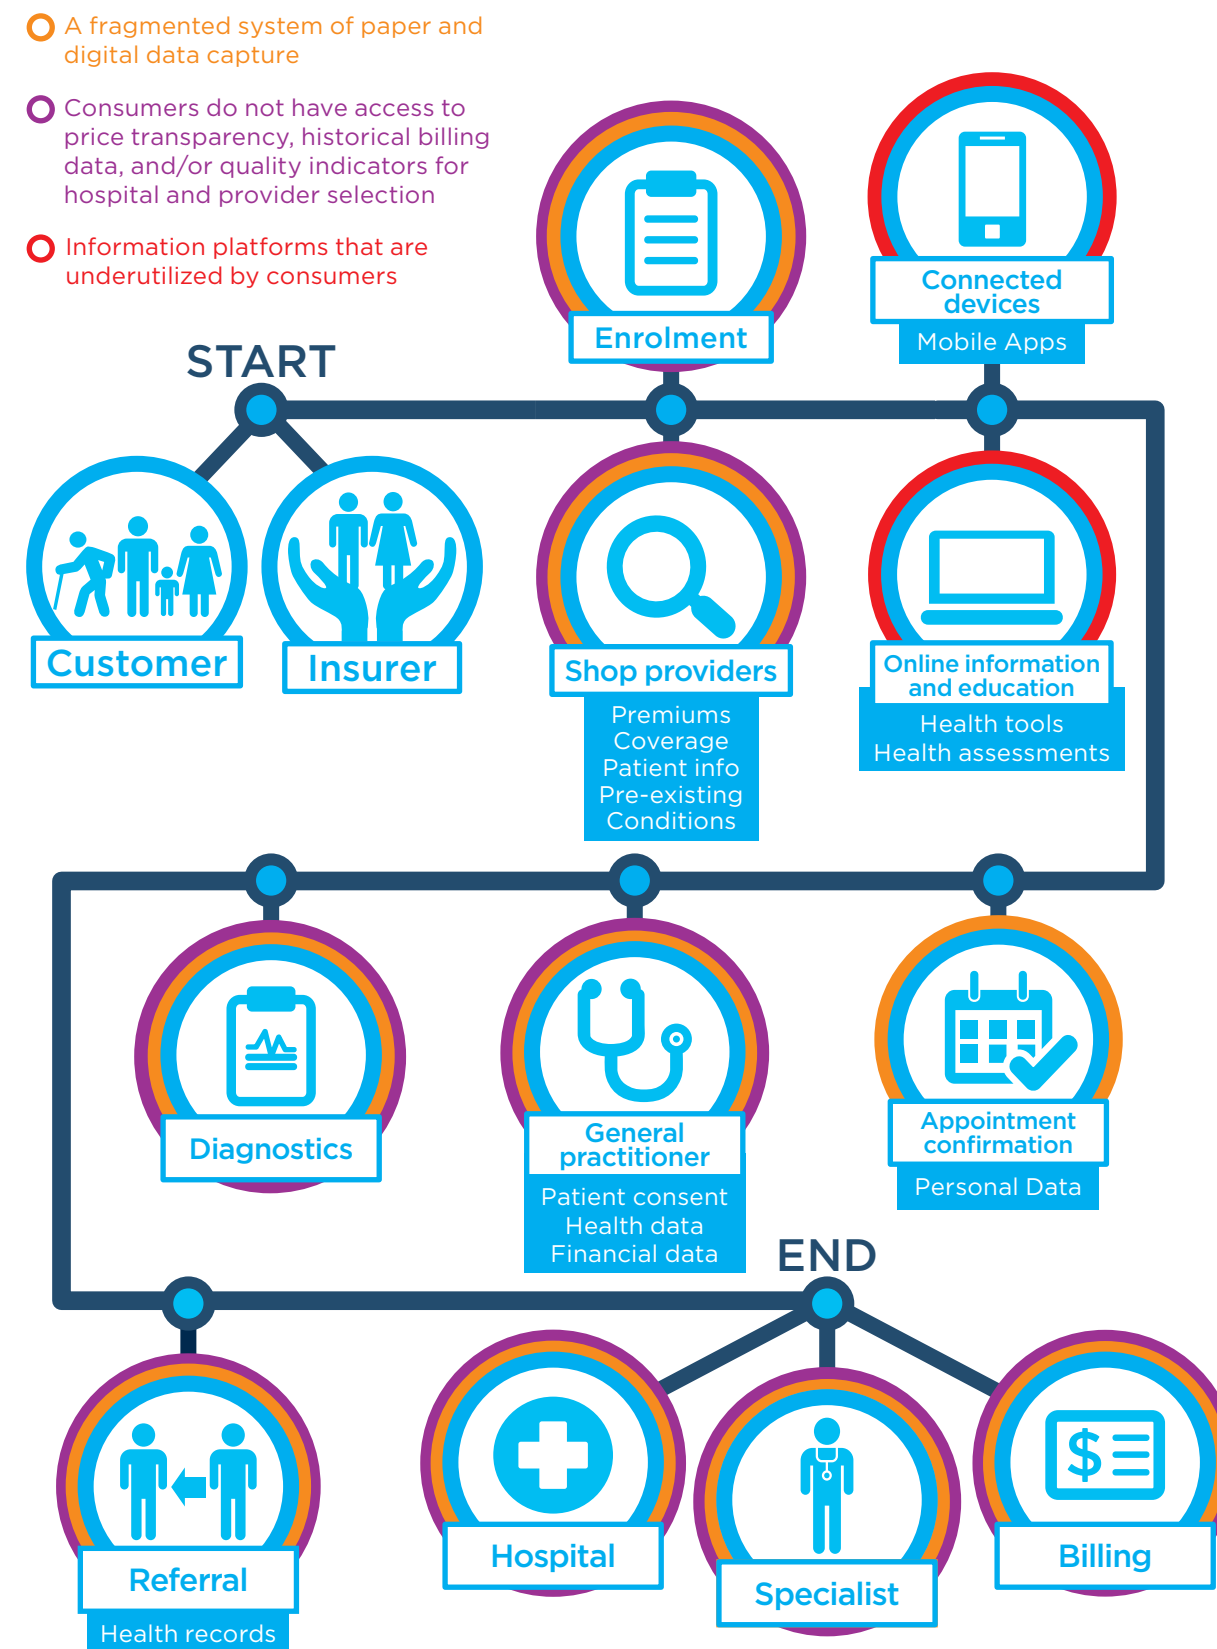 A fragmented system of paper and
digital data capture
Consumers do not have access to
price transparency, historical billing
data, and/or quality indicators for
hospital and provider selection
Information platforms that are
underutilized by consumers
Enrolment
Connected
devices
Mobile Apps
START
Customer
Insurer
Shop providers
Premiums
Coverage
Patient info
Pre-existing
Conditions
Online information
and education
Health tools
Health assessments
Diagnostics
General
practitioner
Patient consent
Health data
Financial data
Appointment
confirmation
Personal Data
END
Referral
Health records
Hospital
Specialist
$
Billing